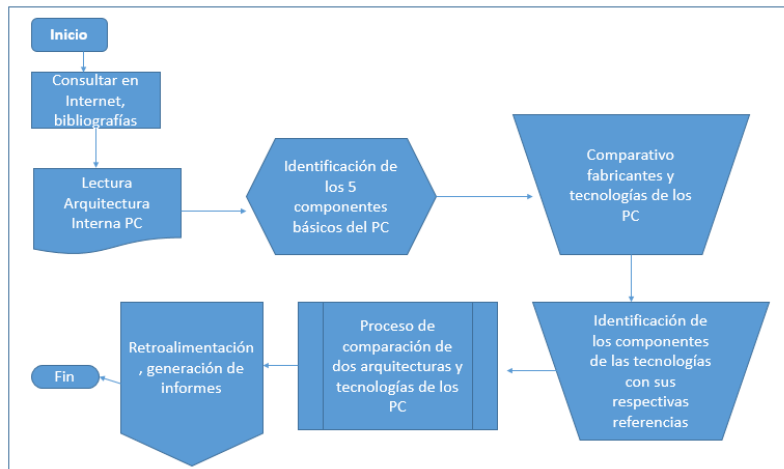 Inicio
Consultar en
Internet,
bibliografías
Lectura
Arquitectura
Interna PC
Identificación de
los 5
componentes
básicos del PC
Comparativo
fabricantes y
tecnologías de los
PC
Identificación de
los componentes
de las tecnologías
con sus
respectivas
referencias
Proceso de
comparación de
dos arquitecturas y
tecnologías de los
PC
Retroalimentación
, generación de
informes
Fin